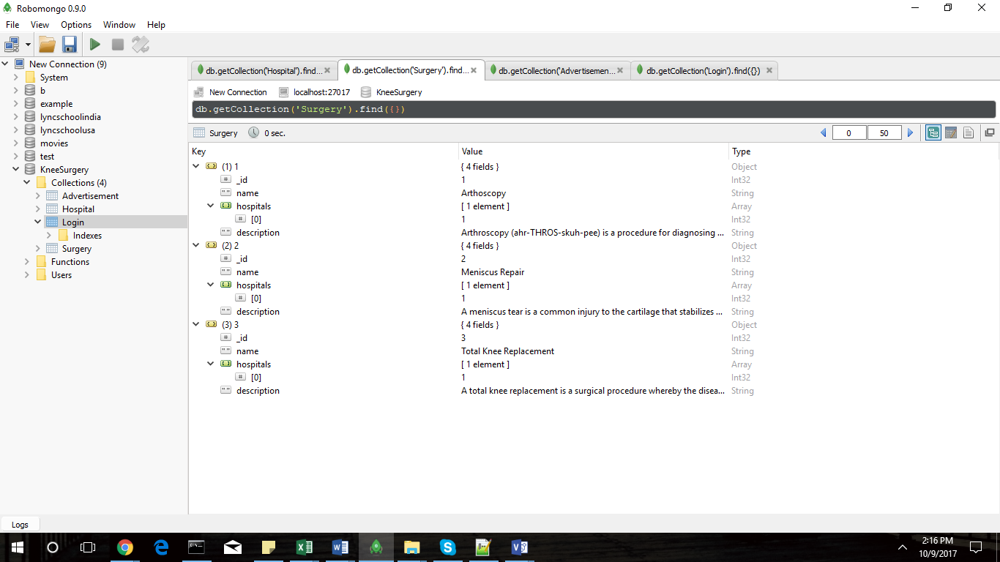 Robomongo 0.9.0
File View Options Window Help
New Connection (9)
System
b
example
lyncschoolindia
lyncschoolusa
movies
test
KneeSurgery
Collections (4)
Advertisement
Hospital
Login
Indexes
Surgery
Functions
Users
db.getCollection('Hospital').find... db.getCollection('Surgery').find... db.getCollection('Advertisemen... db.getCollection('Login').find({})
New Connection localhost:27017 KneeSurgery
db.getCollection('Surgery').find({})
Surgery 0 sec. 0 50
Key Value Type
(1) 1 { 4 fields } Object
_id 1 Int32
name Arthoscopy String
hospitals [ 1 element ] Array
[0] 1 Int32
description Arthroscopy (ahr-THROS-skuh-pee) is a procedure for diagnosing ... String
(2) 2 { 4 fields } Object
_id 2 Int32
name Meniscus Repair String
hospitals [ 1 element ] Array
[0] 1 Int32
description A meniscus tear is a common injury to the cartilage that stabilizes ... String
(3) 3 { 4 fields } Object
_id 3 Int32
name Total Knee Replacement String
hospitals [ 1 element ] Array
[0] 1 Int32
description A total knee replacement is a surgical procedure whereby the disea... String
Logs
2:16 PM
10/9/2017